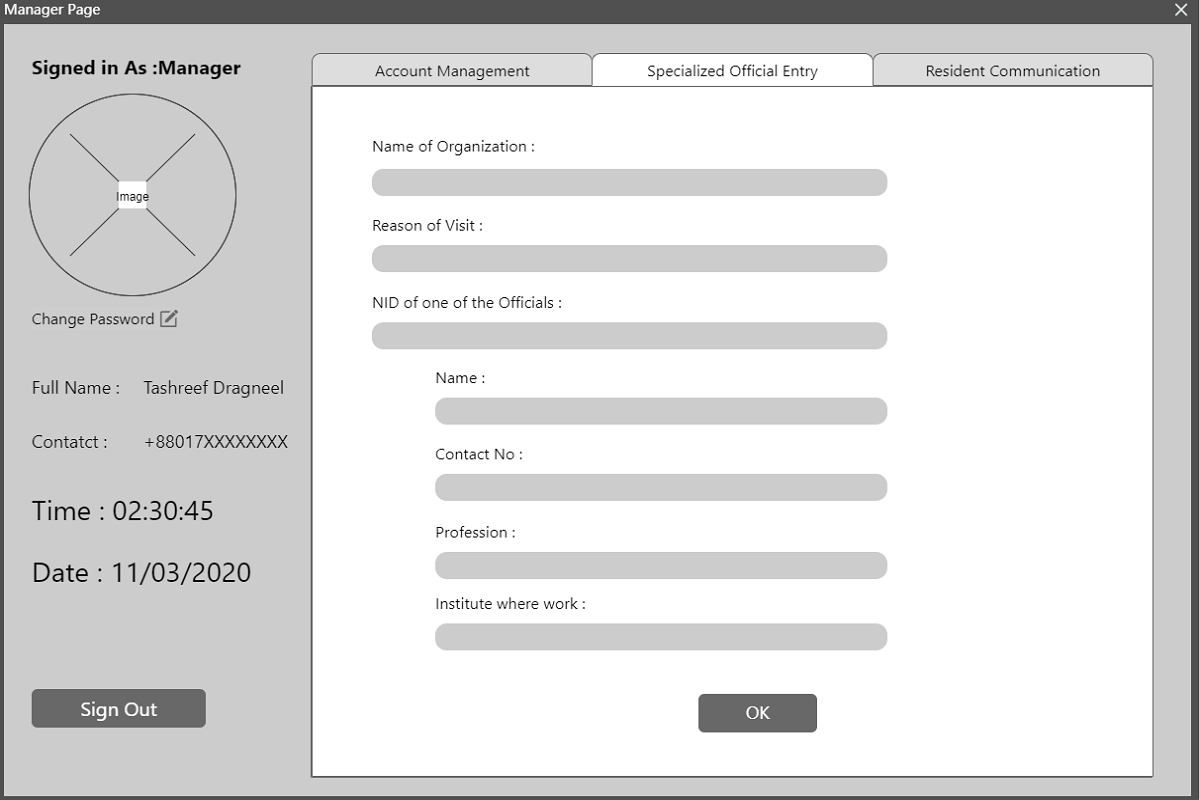 Manager Page
Signed in As :Manager
Image
Change Password
Full Name : Tashreef Dragneel
Contatct : +88017XXXXXXXX
Time : 02:30:45
Date : 11/03/2020
Sign Out
Account Management
Specialized Official Entry
Resident Communication
Name of Organization :
Reason of Visit :
NID of one of the Officials :
Name :
Contact No :
Profession :
Institute where work :
OK